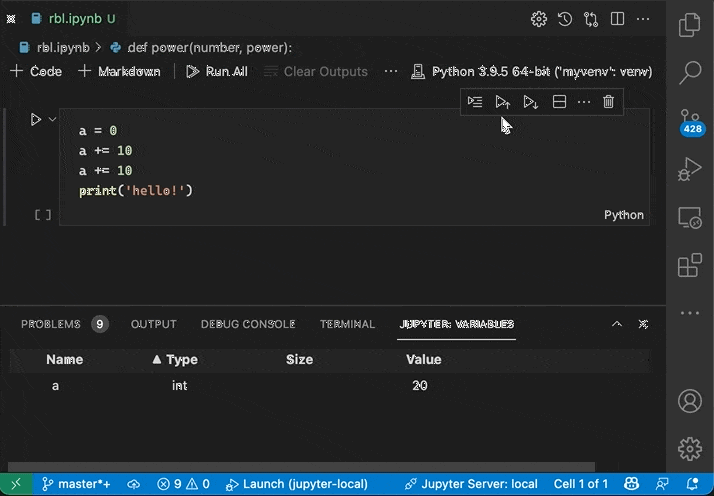 rbl.ipynb U
rbl.ipynb > def power(number, power):
+ Code + Markdown Run All Clear Outputs ... Python 3.9.5 64-bit ('myvenv': venv)
a = 0
a += 10
a += 10
print('hello!')
[ ] Python
428
PROBLEMS 9 OUTPUT DEBUG CONSOLE TERMINAL JUPYTER: VARIABLES
Name ▲ Type Size Value
a int 20
master*+ 9 0 Launch (jupyter-local) Jupyter Server: local Cell 1 of 1